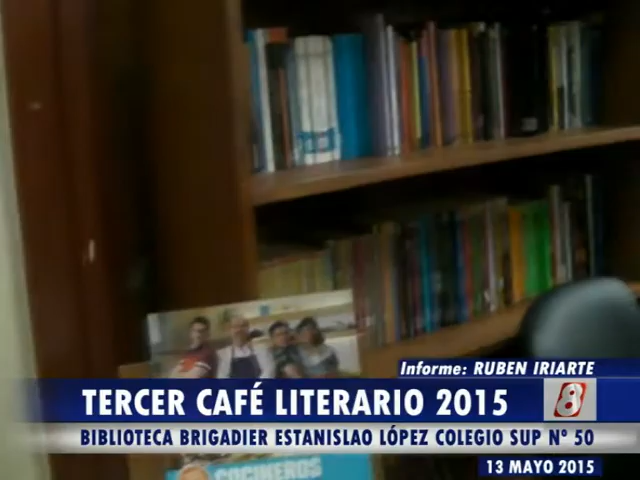 Informe: RUBEN IRIARTE
TERCER CAFÉ LITERARIO 2015
8
BIBLIOTECA BRIGADIER ESTANISLAO LÓPEZ COLEGIO SUP Nº 50
13 MAYO 2015
COCINEROS